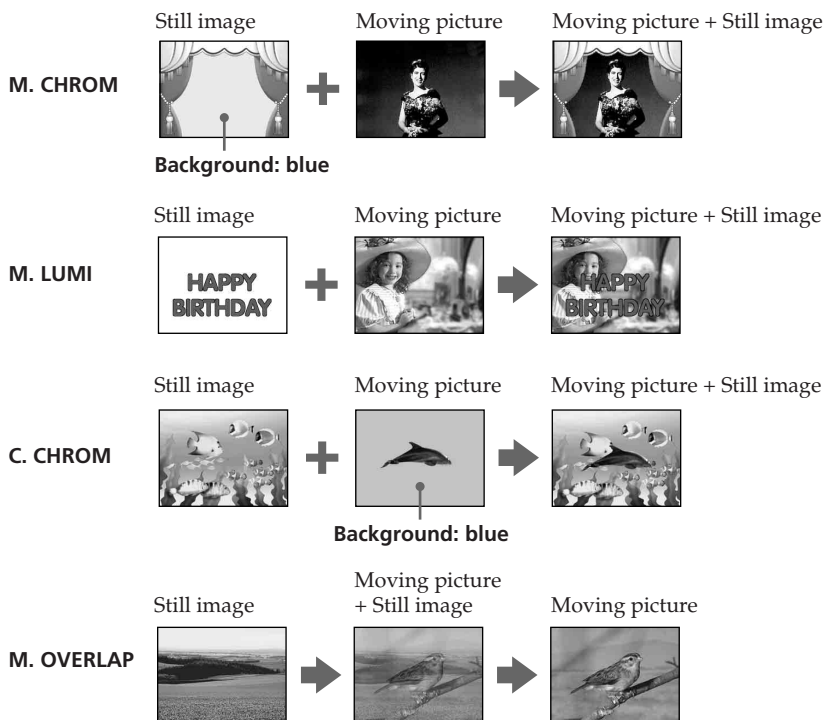 Still image Moving picture Moving picture + Still image
M. CHROM
Background: blue
Still image Moving picture Moving picture + Still image
M. LUMI
HAPPY
BIRTHDAY
HAPPY
BIRTHDAY
Still image Moving picture Moving picture + Still image
C. CHROM
Background: blue
Moving picture
Still image + Still image Moving picture
M. OVERLAP